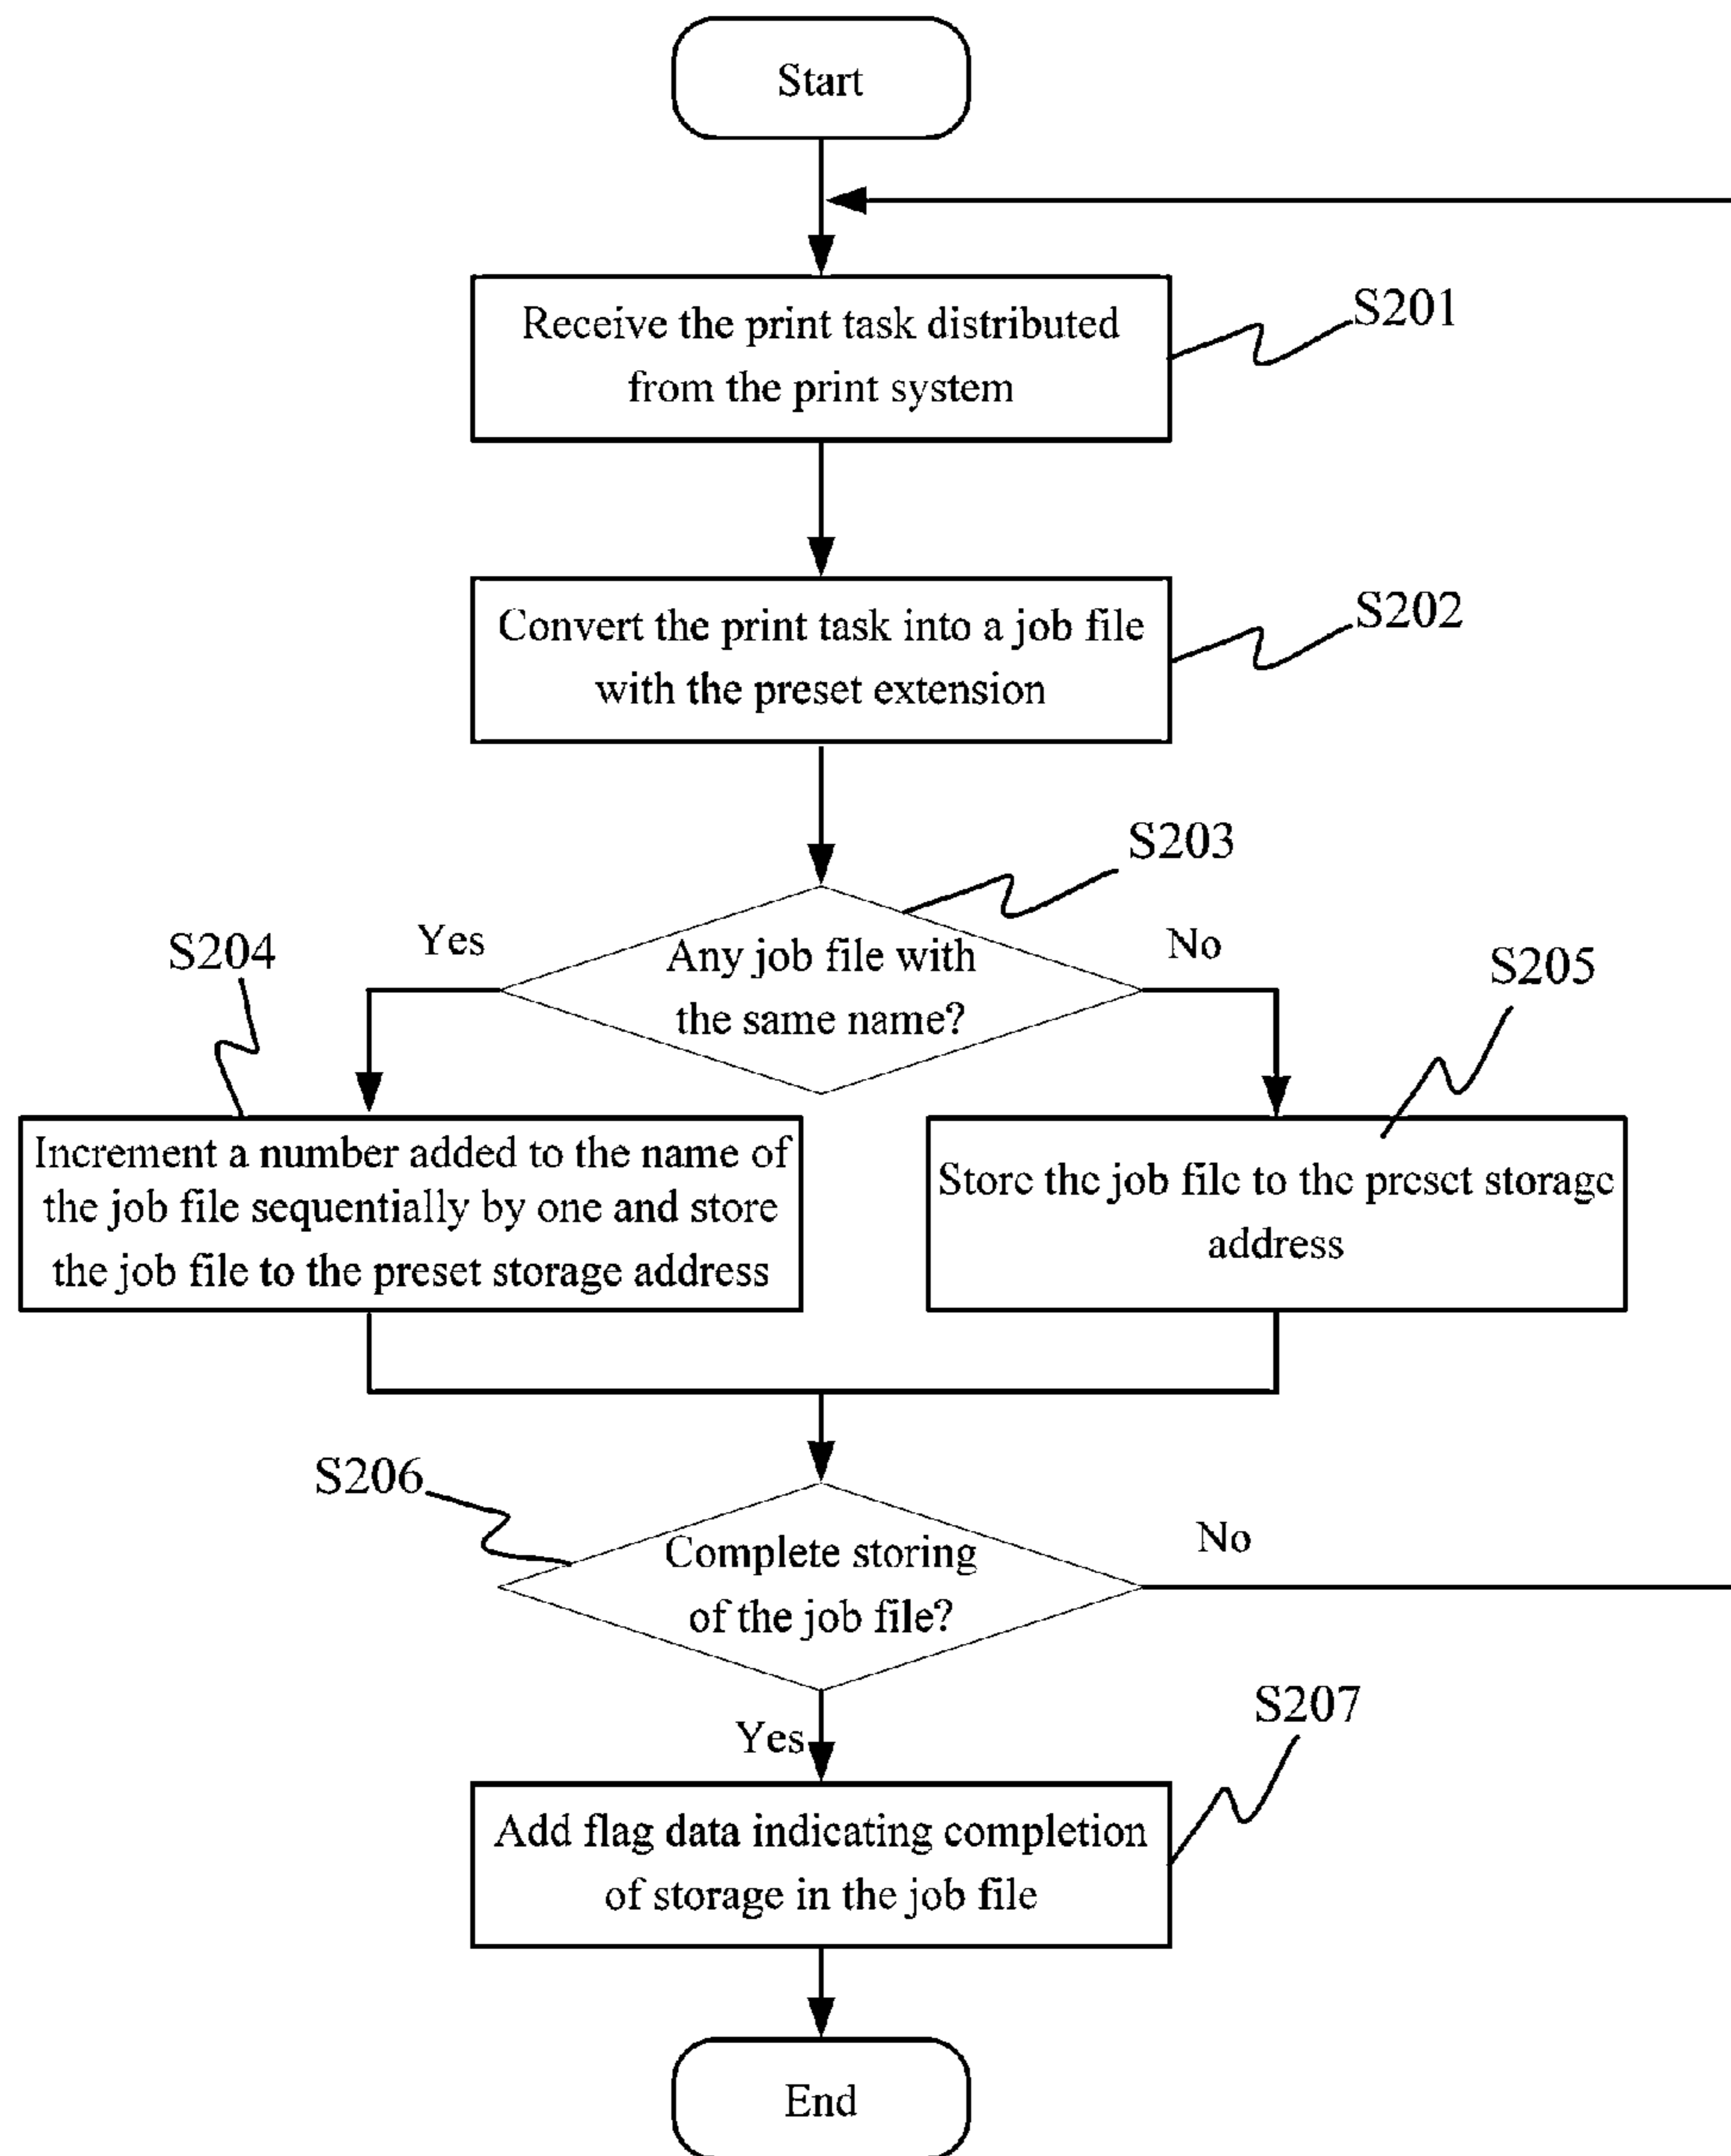 Start
Receive the print task distributed
from the print system
S201
Convert the print task into a job file
with the preset extension
S202
S203
Any job file with
the same name?
Yes
No
S204
S205
Increment a number added to the name of
the job file sequentially by one and store
the job file to the preset storage address
Store the job file to the preset storage
address
S206
Complete storing
of the job file?
No
Yes
S207
Add flag data indicating completion
of storage in the job file
End